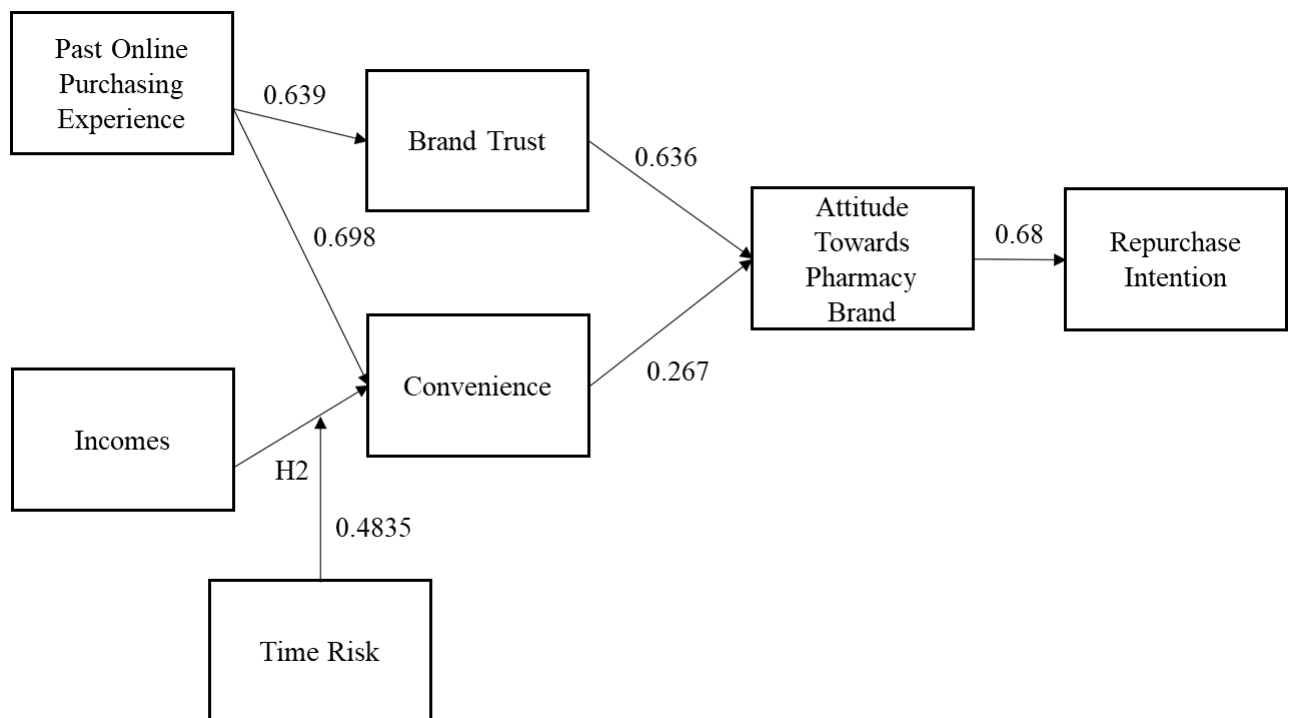 Past Online
Purchasing
Experience
0.639
Brand Trust
0.636
0.698
Attitude
Towards
Pharmacy
Brand
0.68
Repurchase
Intention
Convenience
0.267
Incomes
H2
0.4835
Time Risk